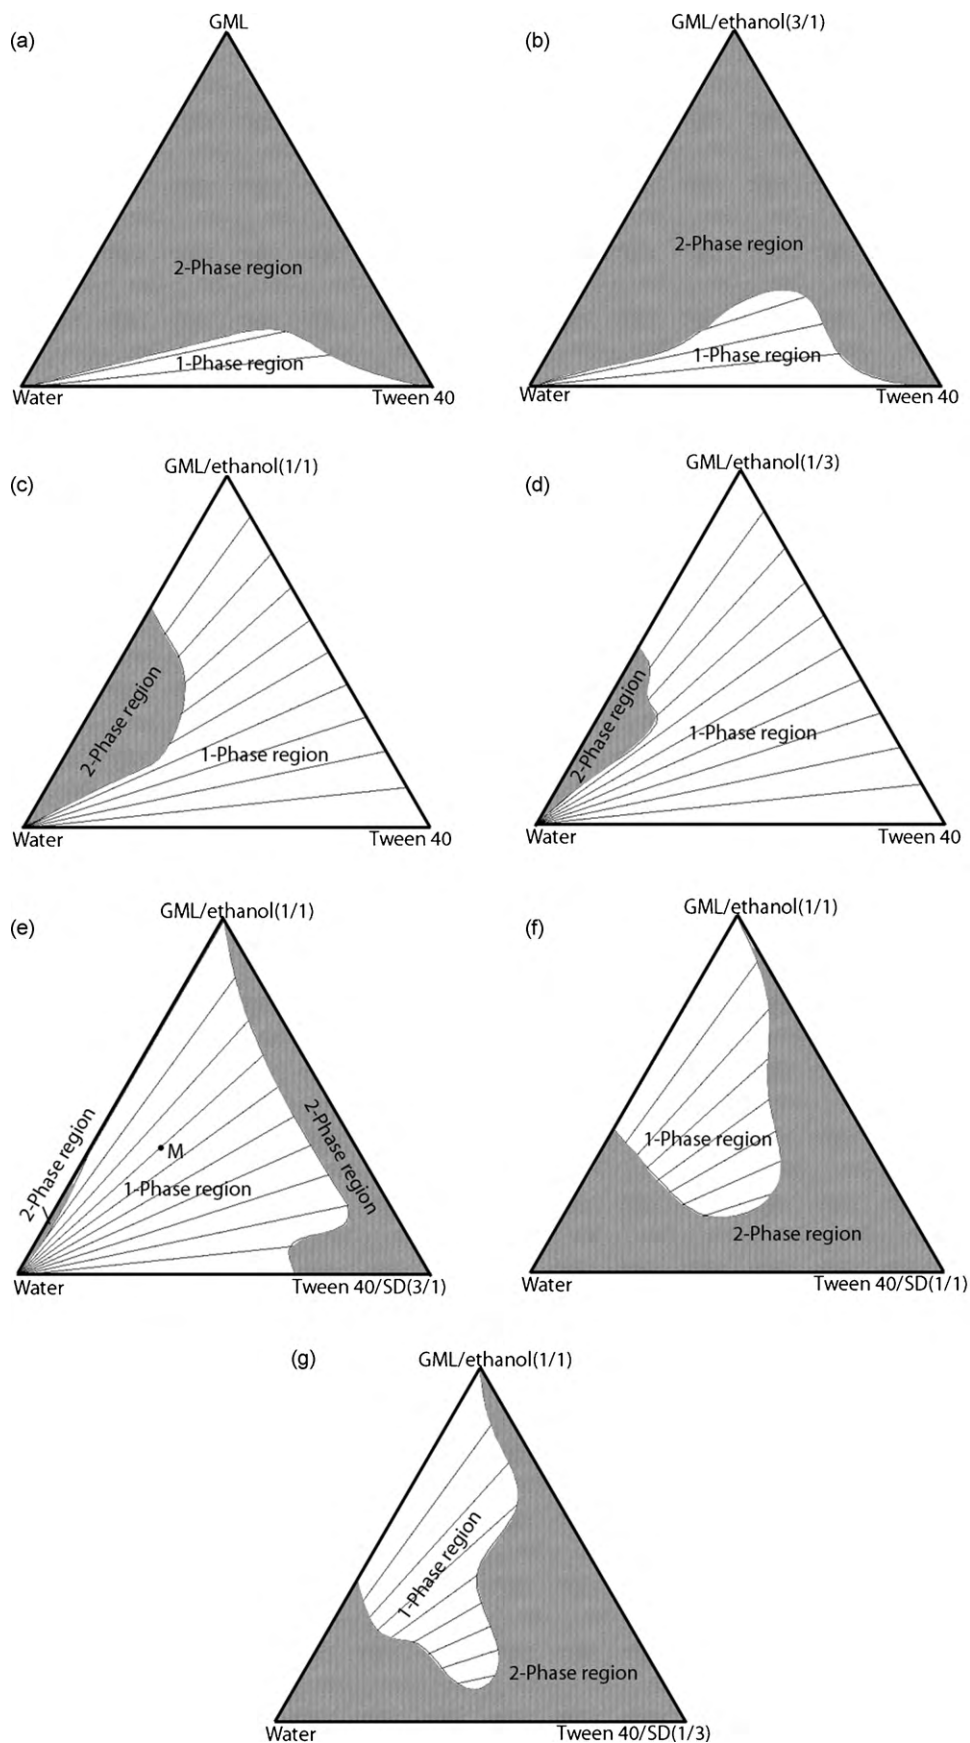 (a)
GML
2-Phase region
1-Phase region
Water
Tween 40
(b)
GML/ethanol(3/1)
2-Phase region
1-Phase region
Water
Tween 40
(c)
GML/ethanol(1/1)
2-Phase region
1-Phase region
Water
Tween 40
(d)
GML/ethanol(1/3)
2-Phase region
1-Phase region
Water
Tween 40
(e)
GML/ethanol(1/1)
2-Phase region
2-Phase region
M
1-Phase region
Water
Tween 40/SD(3/1)
(f)
GML/ethanol(1/1)
1-Phase region
2-Phase region
Water
Tween 40/SD(1/1)
(g)
GML/ethanol(1/1)
1-Phase region
2-Phase region
Water
Tween 40/SD(1/3)